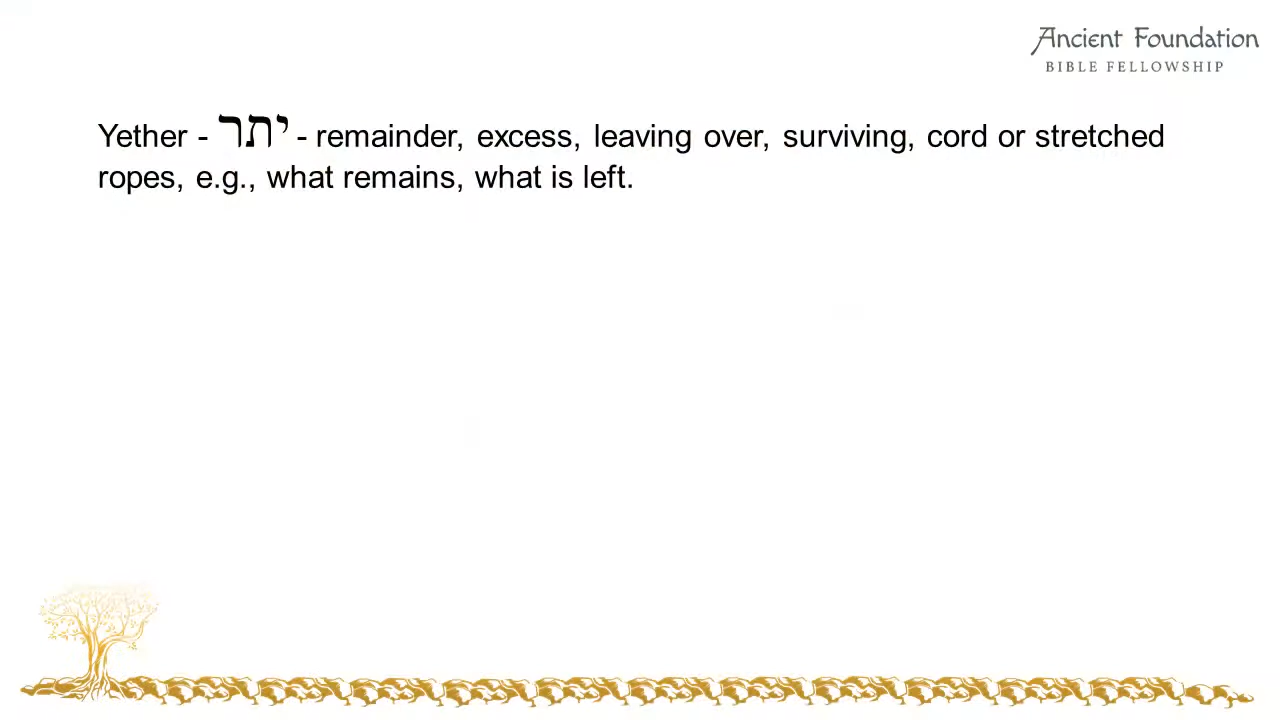 Ancient Foundation
BIBLE FELLOWSHIP
Yether - יתר - remainder, excess, leaving over, surviving, cord or stretched
ropes, e.g., what remains, what is left.